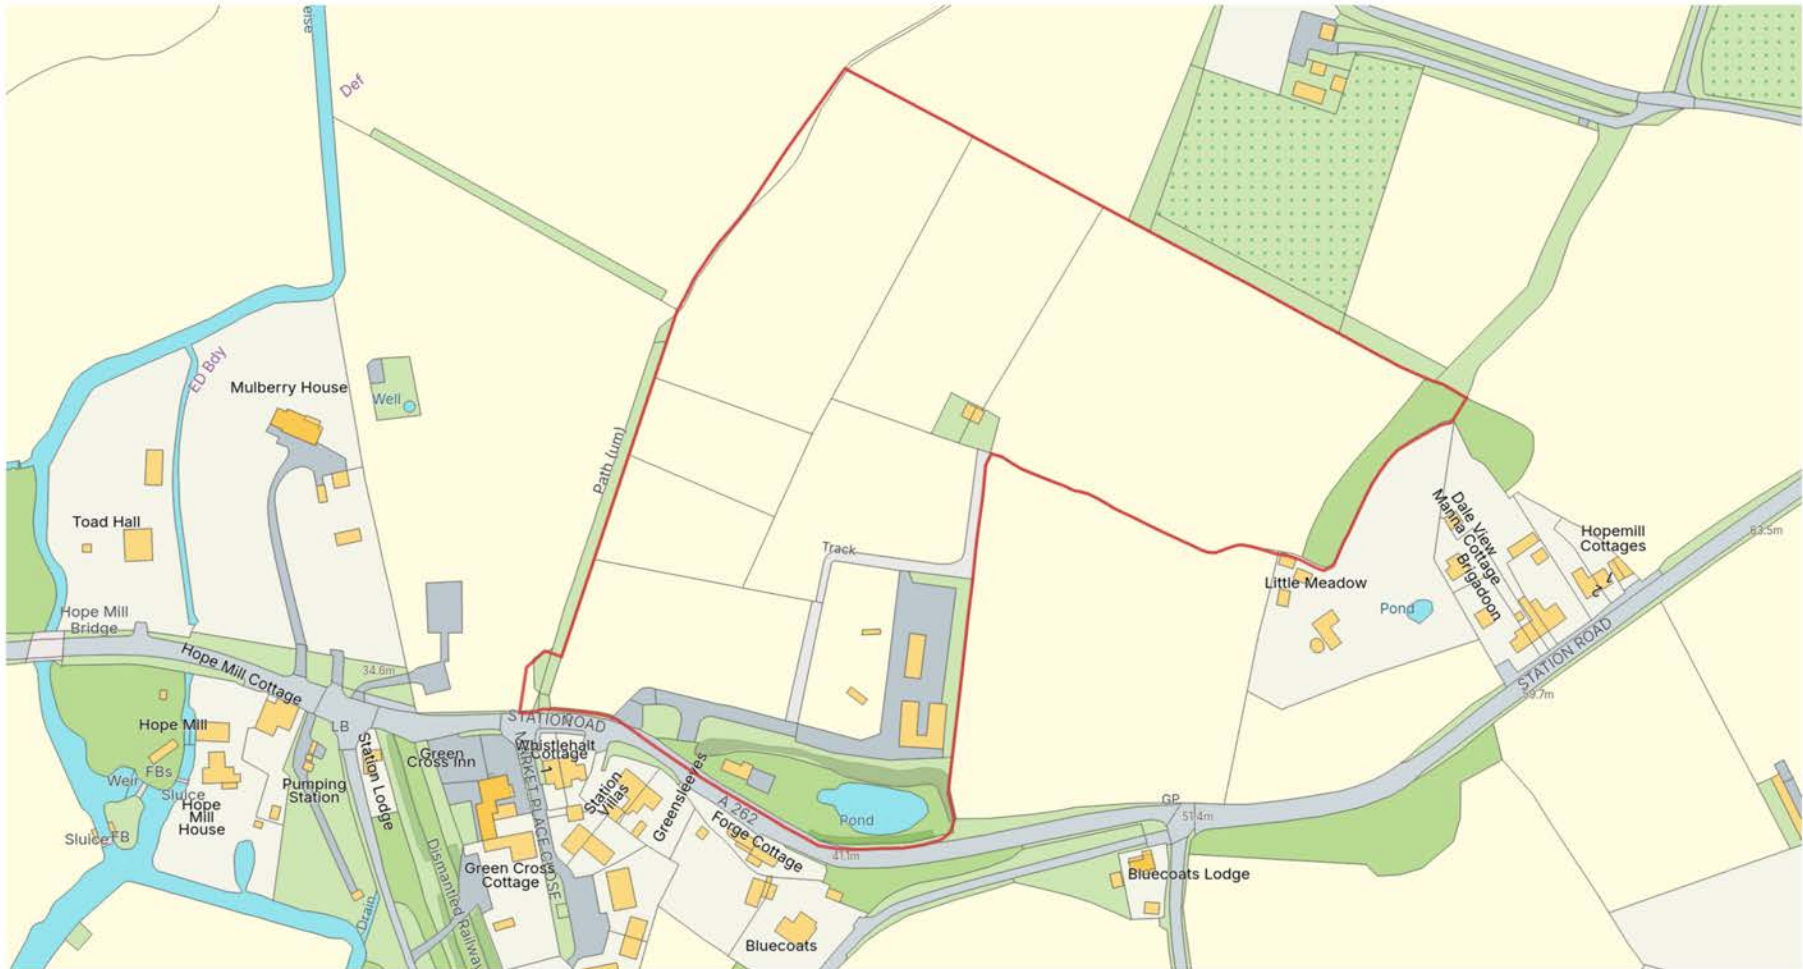 erse
Def
ED Bdy
Mulberry House
Well
Toad Hall
Path (um)
Track
Hope Mill
Bridge
34.6m
Hope Mill Cottage
LB
Hope Mill
FBs
Weir
Sluice
Hope
Mill
House
Sluice
FB
Pumping
Station
Station Lodge
Drain
Dismantled Railway
Green
Cross Inn
Green Cross
Cottage
MARKET PLACE CLOSE
STATION ROAD
Whistlehalt
Cottage
1
Station
Villas
Greensleeves
A 262
Forge Cottage
41.1m
Pond
Bluecoats
GP
51.4m
Bluecoats Lodge
Little Meadow
Pond
Dale View
Manna Cottage
Brigadoon
Hopemill
Cottages
1
2
STATION ROAD
59.7m
63.5m